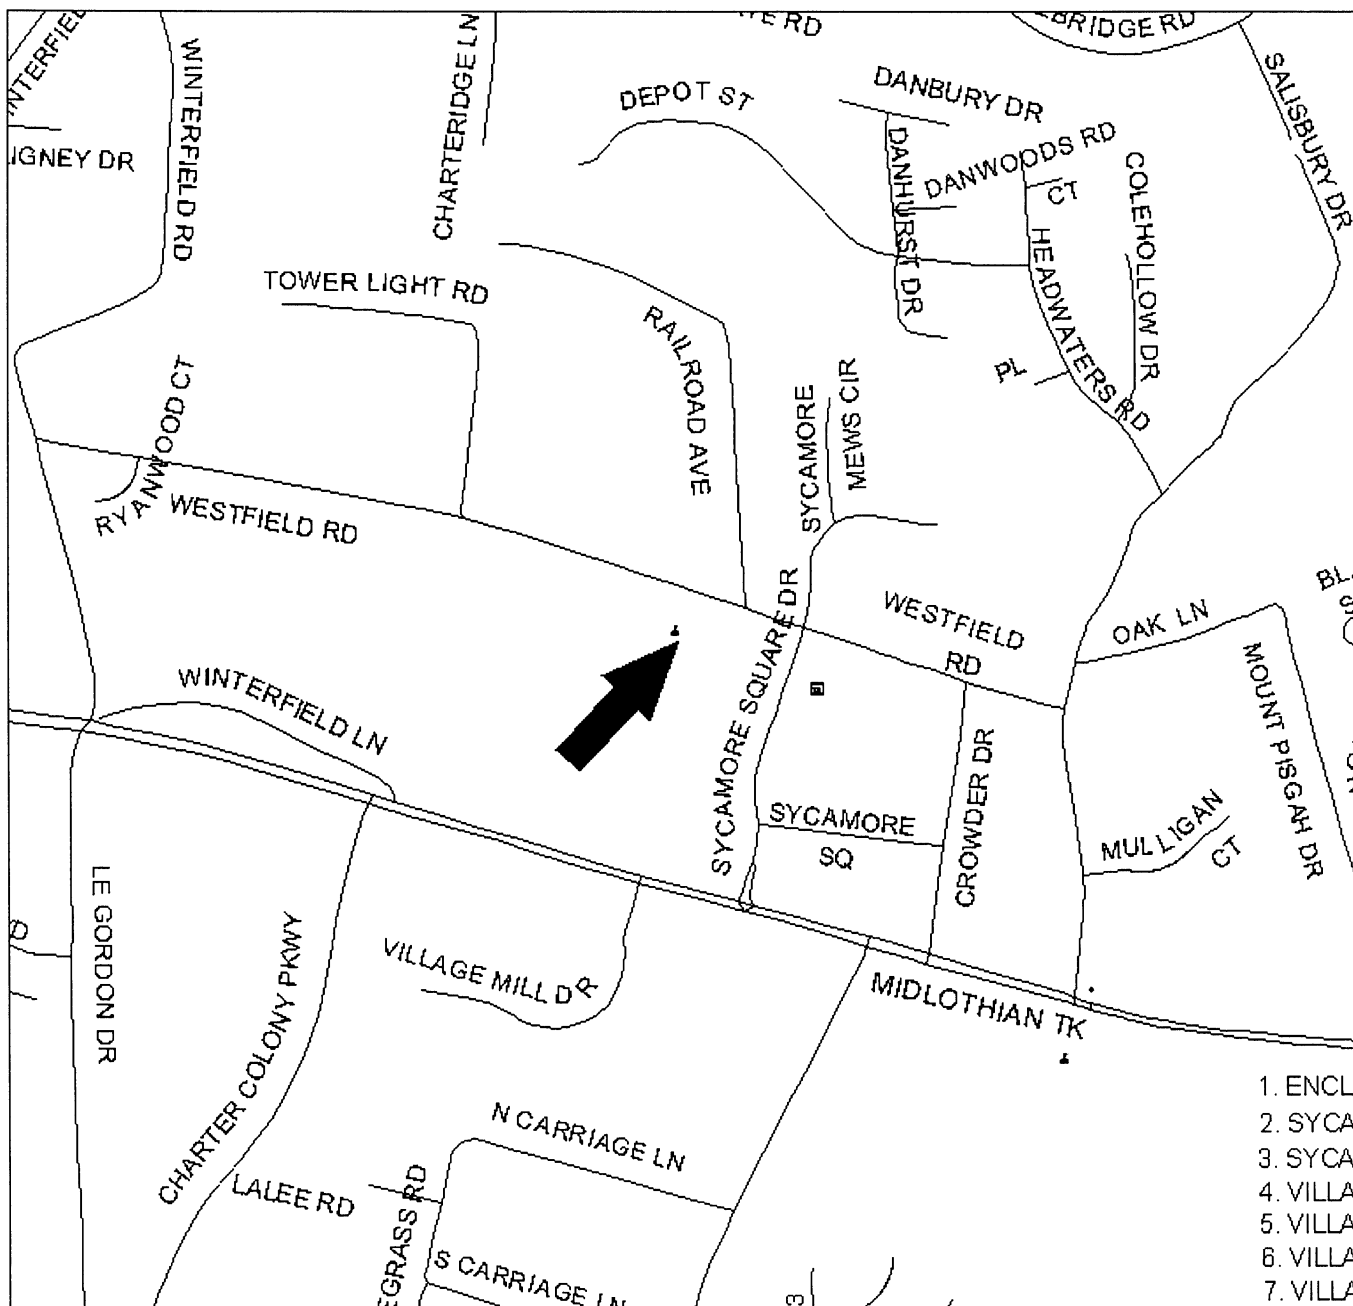 WINTERFIELD RD
CHARTERIDGE LN
RD
BRIDGE RD
DEPOT ST
DANBURY DR
SALISBURY DR
DANWOODS RD
CT
DANHURST DR
COLEHOLLOW DR
IGNEY DR
TOWER LIGHT RD
RAILROAD AVE
HEADWATERS RD
PL
RYANWOOD CT
SYCAMORE
MEWS CIR
WESTFIELD RD
WESTFIELD
RD
OAK LN
BL
SYCAMORE SQUARE DR
WINTERFIELD LN
MOUNT PISGAH DR
CROWDER DR
SYCAMORE
SQ
MULLIGAN
CT
LE GORDON DR
CHARTER COLONY PKWY
VILLAGE MILL DR
MIDLOTHIAN TK
N CARRIAGE LN
LALEE RD
EGRASS RD
S CARRIAGE LN
3
1. ENCL
2. SYCA
3. SYCA
4. VILLA
5. VILLA
6. VILLA
7. VILLA